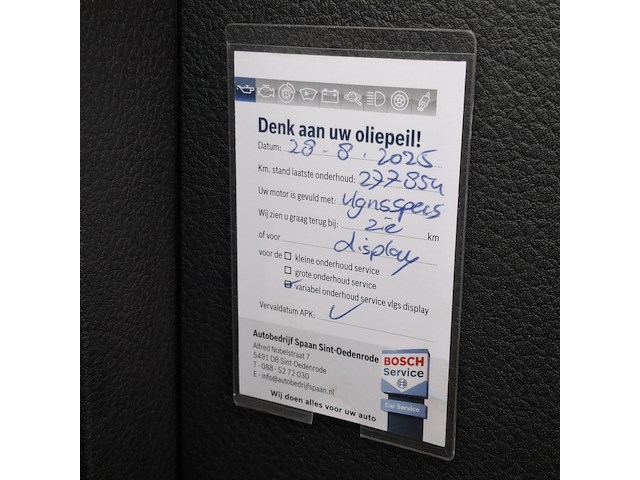 Denk aan uw oliepeil!
Datum: 28-8-2025
Km. stand laatste onderhoud: 277854
Uw motor is gevuld met: vlgnsspecs
Wij zien u graag terug bij: zie km
of voor display
voor de kleine onderhoud service
grote onderhoud service
variabel onderhoud service vlgs display
Vervaldatum APK: ✓
Autobedrijf Spaan Sint-Oedenrode
Alfred Nobelstraat 7
5491 DB Sint-Oedenrode
T - 088 - 52 72 030
E - info@autobedrijfspaan.nl
Wij doen alles voor uw auto
BOSCH
Service
Car Service